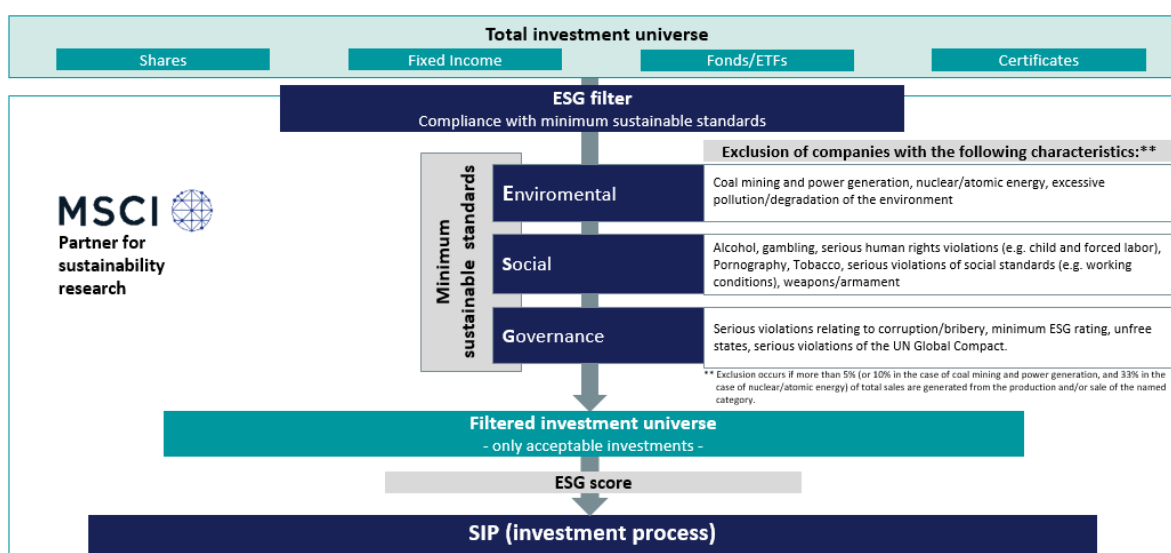 Total investment universe
Shares
Fixed Income
Fonds/ETFs
Certificates
ESG filter
Compliance with minimum sustainable standards
Exclusion of companies with the following characteristics:**
MSCI
Partner for
sustainability
research
Minimum
sustainable standards
Enviromental
Coal mining and power generation, nuclear/atomic energy, excessive
pollution/degradation of the environment
Social
Alcohol, gambling, serious human rights violations (e.g. child and forced labor),
Pornography, Tobacco, serious violations of social standards (e.g. working
conditions), weapons/armament
Governance
Serious violations relating to corruption/bribery, minimum ESG rating, unfree
states, serious violations of the UN Global Compact.
** Exclusion occurs if more than 5% (or 10% in the case of coal mining and power generation, and 33% in the
case of nuclear/atomic energy) of total sales are generated from the production and/or sale of the named
category.
Filtered investment universe
- only acceptable investments -
ESG score
SIP (investment process)